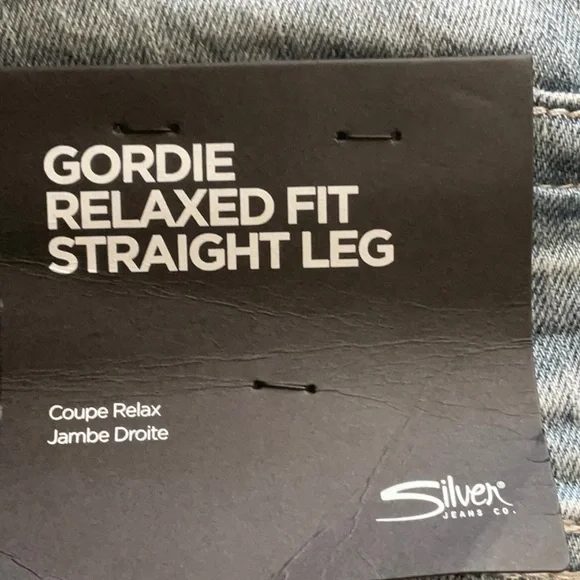 GORDIE
RELAXED FIT
STRAIGHT LEG
Coupe Relax
Jambe Droite
Silver®
JEANS CO.